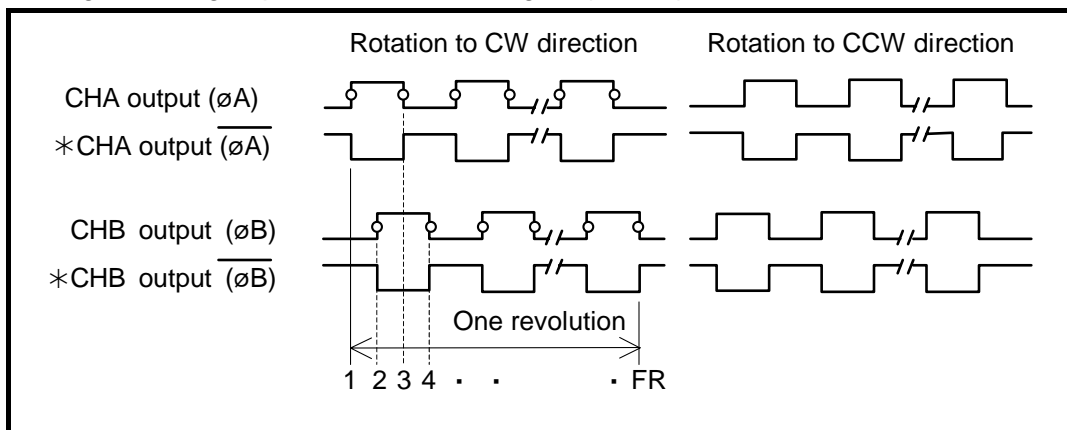 Rotation to CW direction
Rotation to CCW direction
CHA output (øA)
＊CHA output (øA)
CHB output (øB)
＊CHB output (øB)
One revolution
1 2 3 4 ・ ・ ・ FR